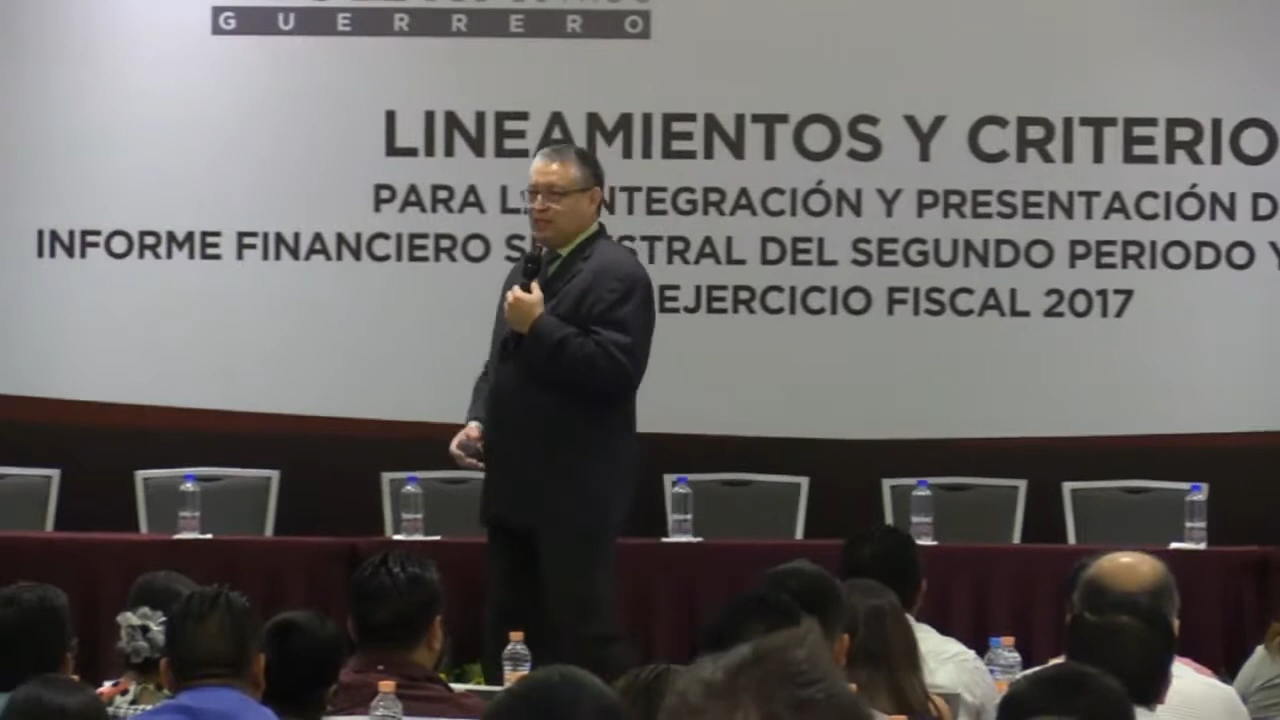 GUERRERO
LINEAMIENTOS Y CRITERIO
PARA L INTEGRACIÓN Y PRESENTACIÓN D
INFORME FINANCIERO S STRAL DEL SEGUNDO PERIODO Y
EJERCICIO FISCAL 2017